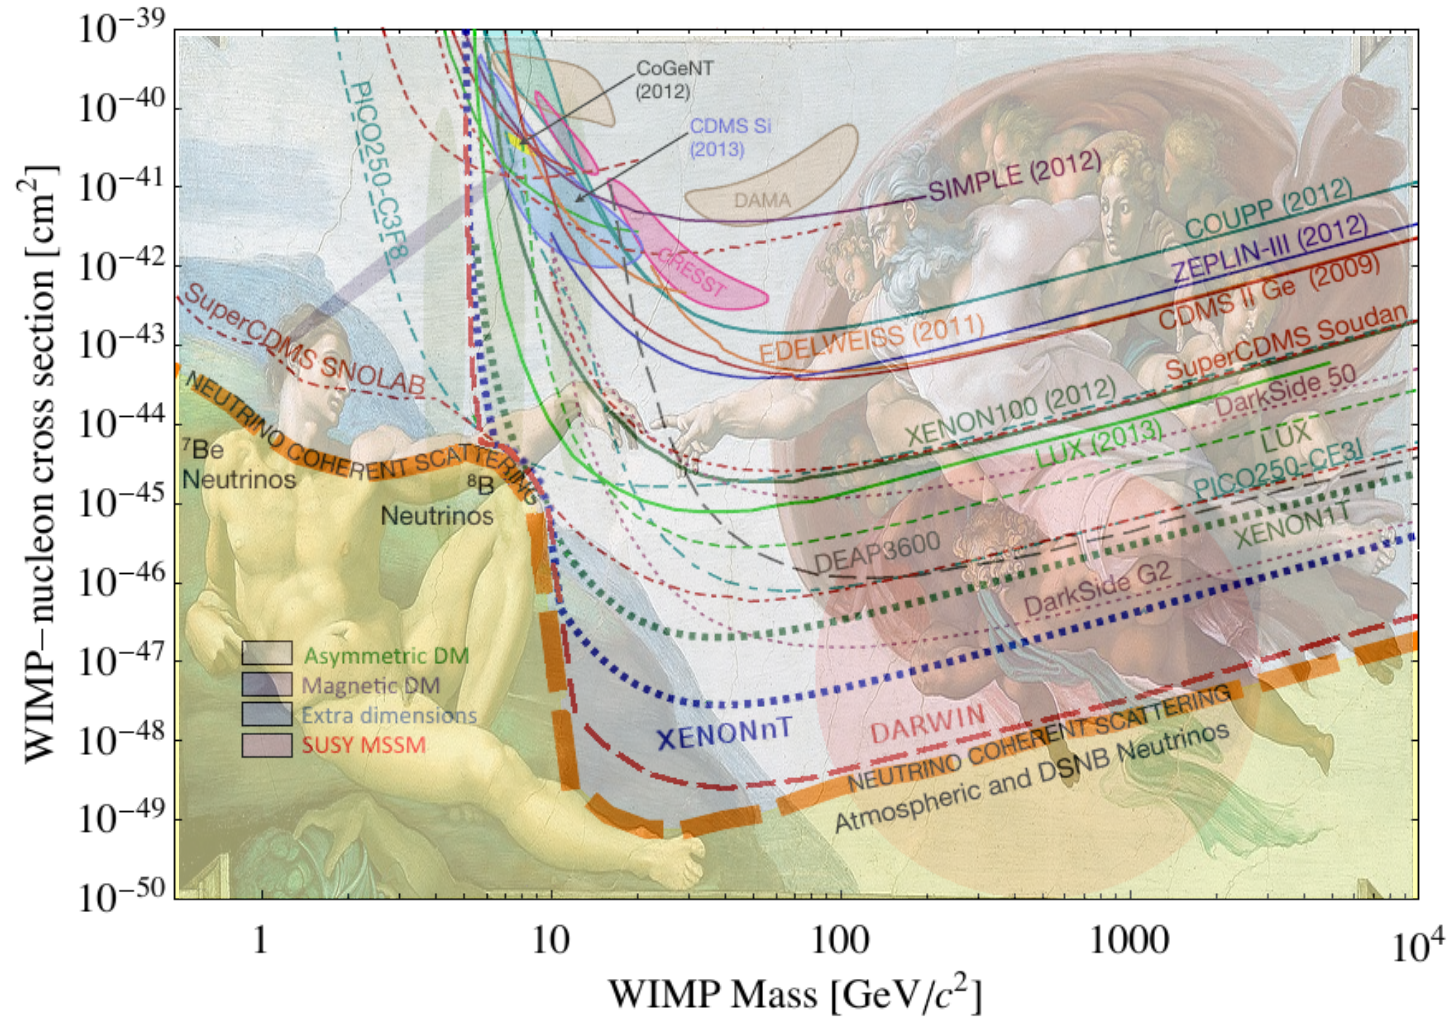 10−39
10−40
10−41
10−42
10−43
10−44
10−45
10−46
10−47
10−48
10−49
10−50
WIMP−nucleon cross section [cm2]
CoGeNT
(2012)
CDMS Si
(2013)
PICO250-C3F8
DAMA
SIMPLE (2012)
COUPP (2012)
ZEPLIN-III (2012)
CRESST
CDMS II Ge (2009)
EDELWEISS (2011)
SuperCDMS SNOLAB
SuperCDMS Soudan
XENON100 (2012)
DarkSide 50
LUX (2013)
LUX
NEUTRINO COHERENT SCATTERING
7Be
Neutrinos
8B
Neutrinos
PICO250-CF3I
XENON1T
DEAP3600
DarkSide G2
Asymmetric DM
Magnetic DM
Extra dimensions
SUSY MSSM
XENONnT
DARWIN
NEUTRINO COHERENT SCATTERING
Atmospheric and DSNB Neutrinos
1
10
100
1000
104
WIMP Mass [GeV/c2]